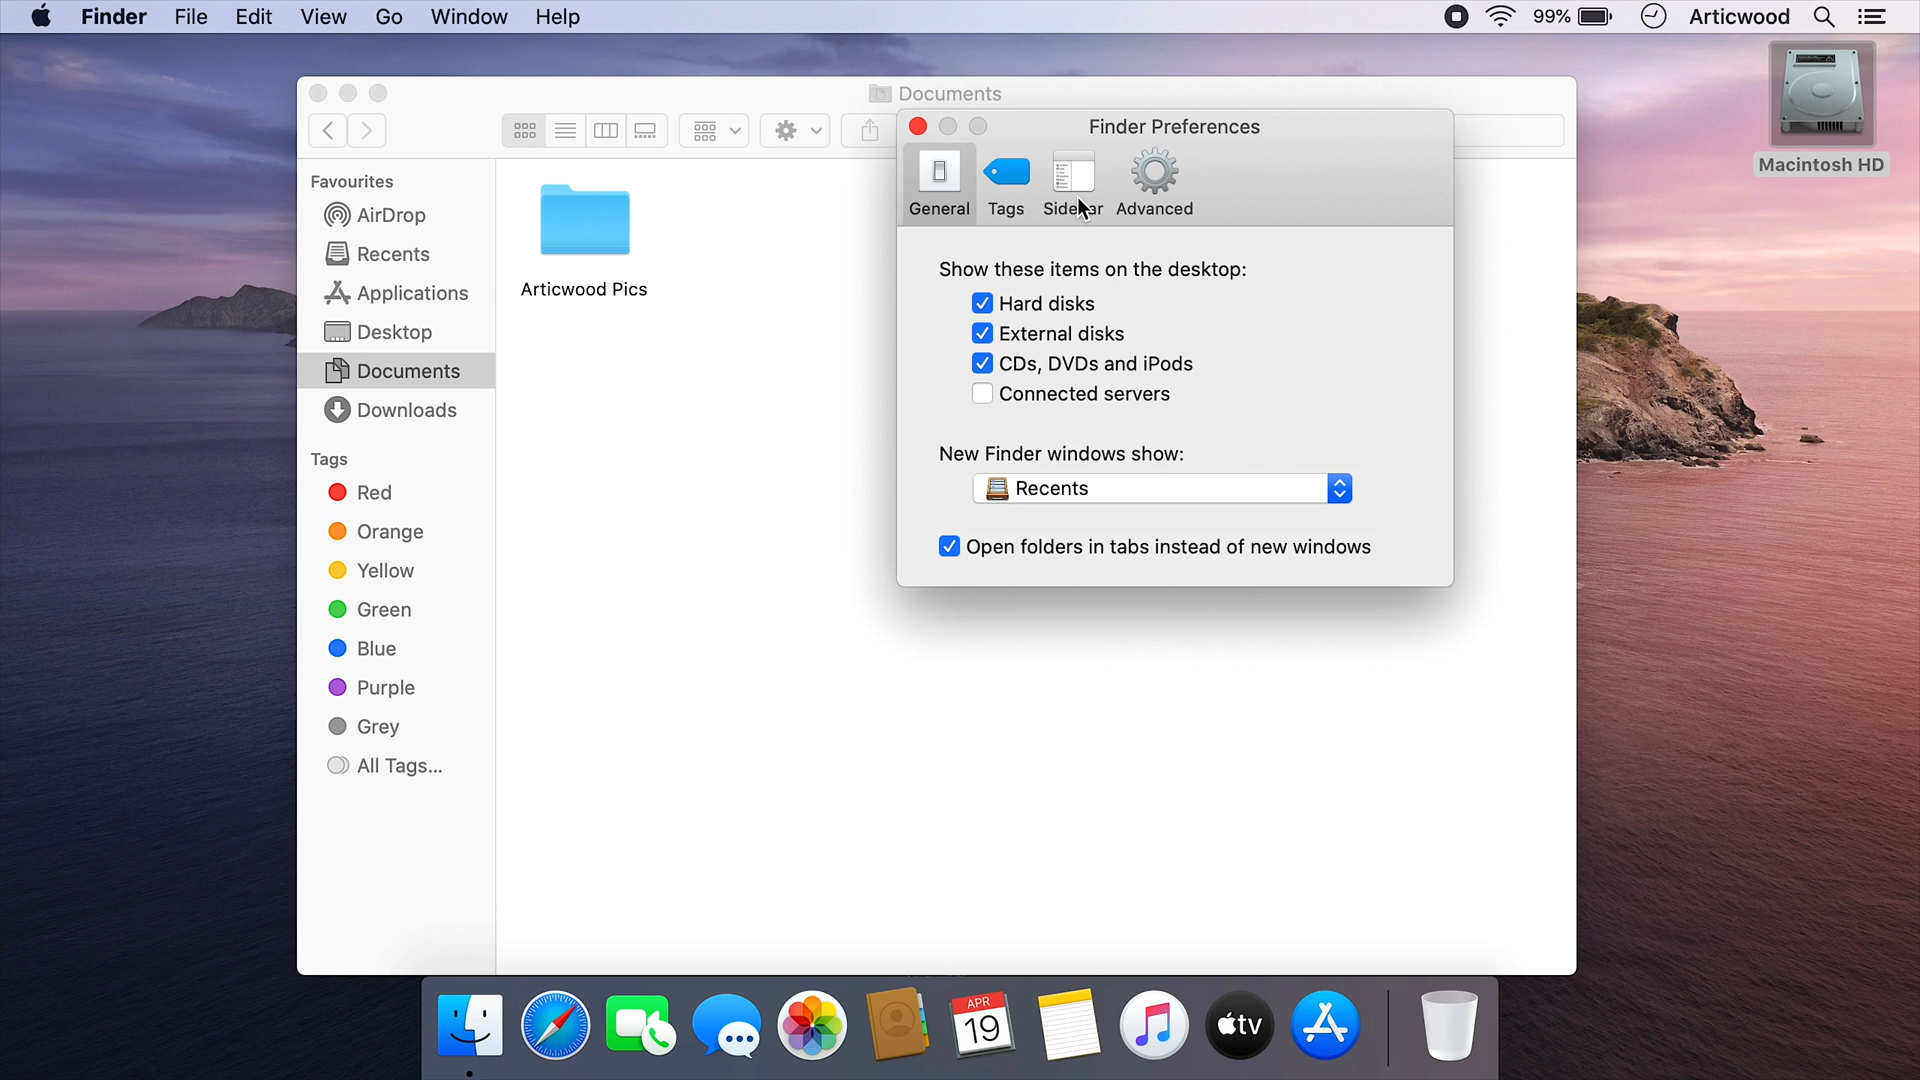 Finder File Edit View Go Window Help 99% Articwood
Macintosh HD
Documents
Favourites
AirDrop
Recents
Applications
Desktop
Documents
Downloads
Tags
Red
Orange
Yellow
Green
Blue
Purple
Grey
All Tags...
Articwood Pics
Finder Preferences
General Tags Sidebar Advanced
Show these items on the desktop:
Hard disks
External disks
CDs, DVDs and iPods
Connected servers
New Finder windows show:
Recents
Open folders in tabs instead of new windows
APR
19
tv